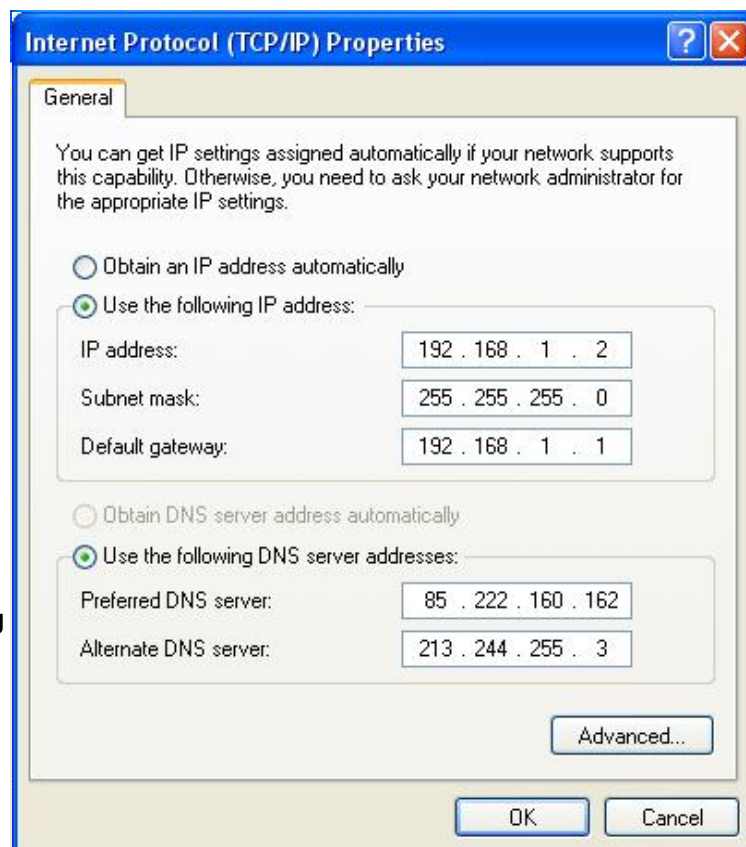 Internet Protocol (TCP/IP) Properties
General
You can get IP settings assigned automatically if your network supports
this capability. Otherwise, you need to ask your network administrator for
the appropriate IP settings.
Obtain an IP address automatically
Use the following IP address:
IP address: 192 . 168 . 1 . 2
Subnet mask: 255 . 255 . 255 . 0
Default gateway: 192 . 168 . 1 . 1
Obtain DNS server address automatically
Use the following DNS server addresses:
Preferred DNS server: 85 . 222 . 160 . 162
Alternate DNS server: 213 . 244 . 255 . 3
Advanced...
OK Cancel